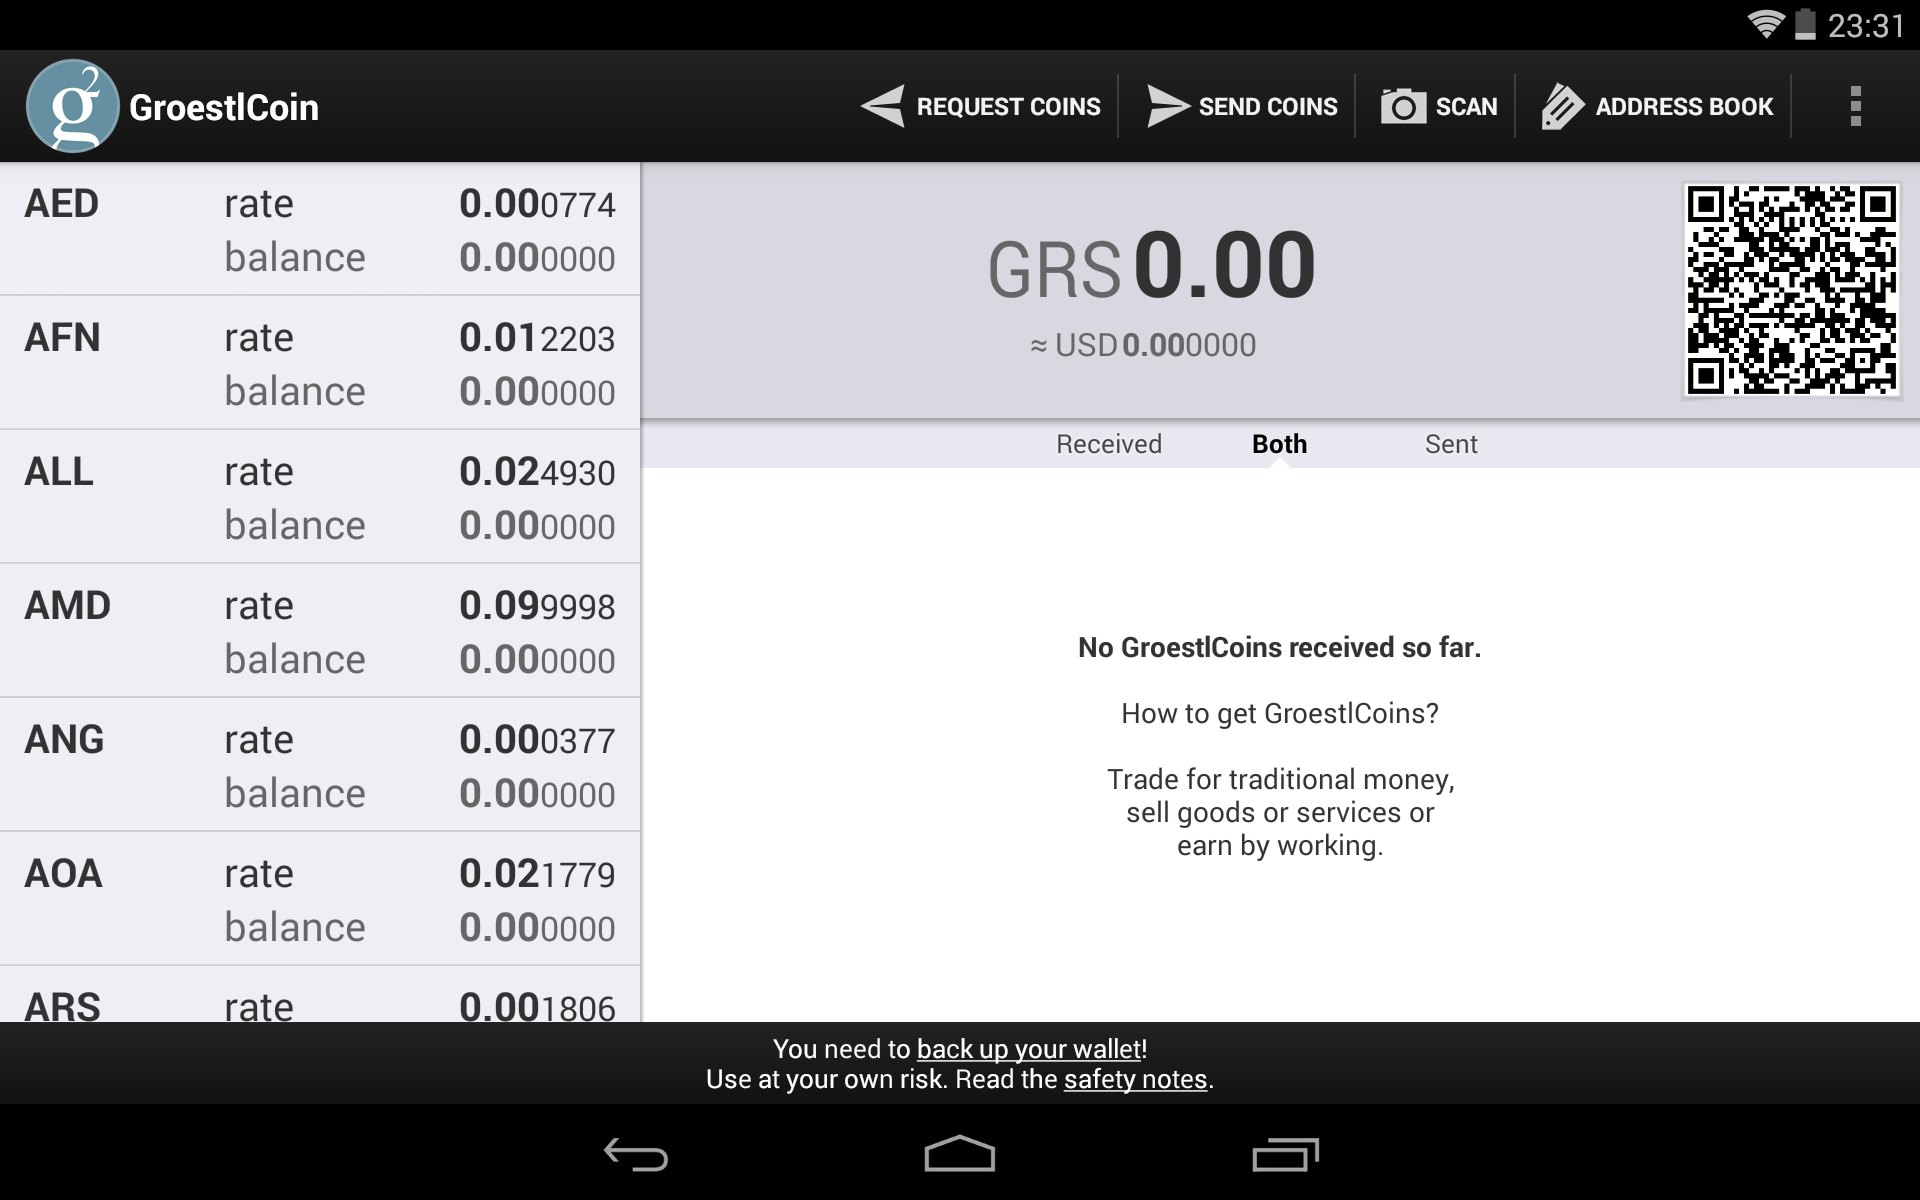 23:31
g2
GroestlCoin
REQUEST COINS
SEND COINS
SCAN
ADDRESS BOOK
AED rate 0.000774
balance 0.000000
AFN rate 0.012203
balance 0.000000
ALL rate 0.024930
balance 0.000000
AMD rate 0.099998
balance 0.000000
ANG rate 0.000377
balance 0.000000
AOA rate 0.021779
balance 0.000000
ARS rate 0.001806
GRS 0.00
≈ USD 0.000000
Received Both Sent
No GroestlCoins received so far.
How to get GroestlCoins?
Trade for traditional money,
sell goods or services or
earn by working.
You need to back up your wallet!
Use at your own risk. Read the safety notes.